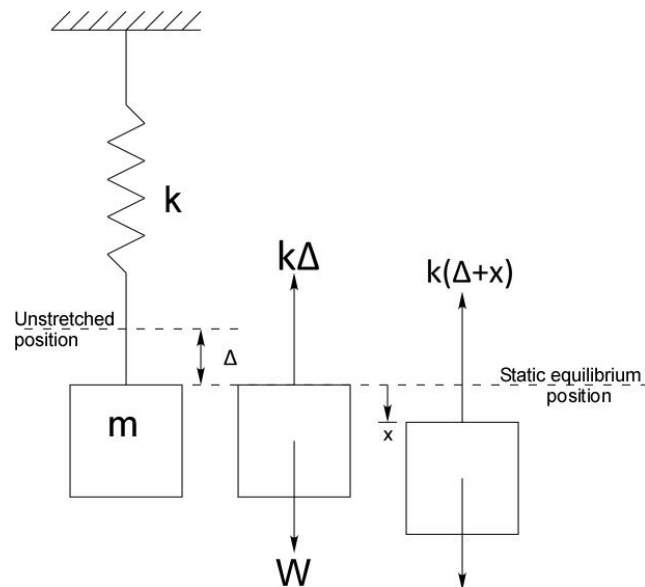 k
kΔ
k(Δ+x)
Unstretched
position
Δ
Static equilibrium
position
m
x
W